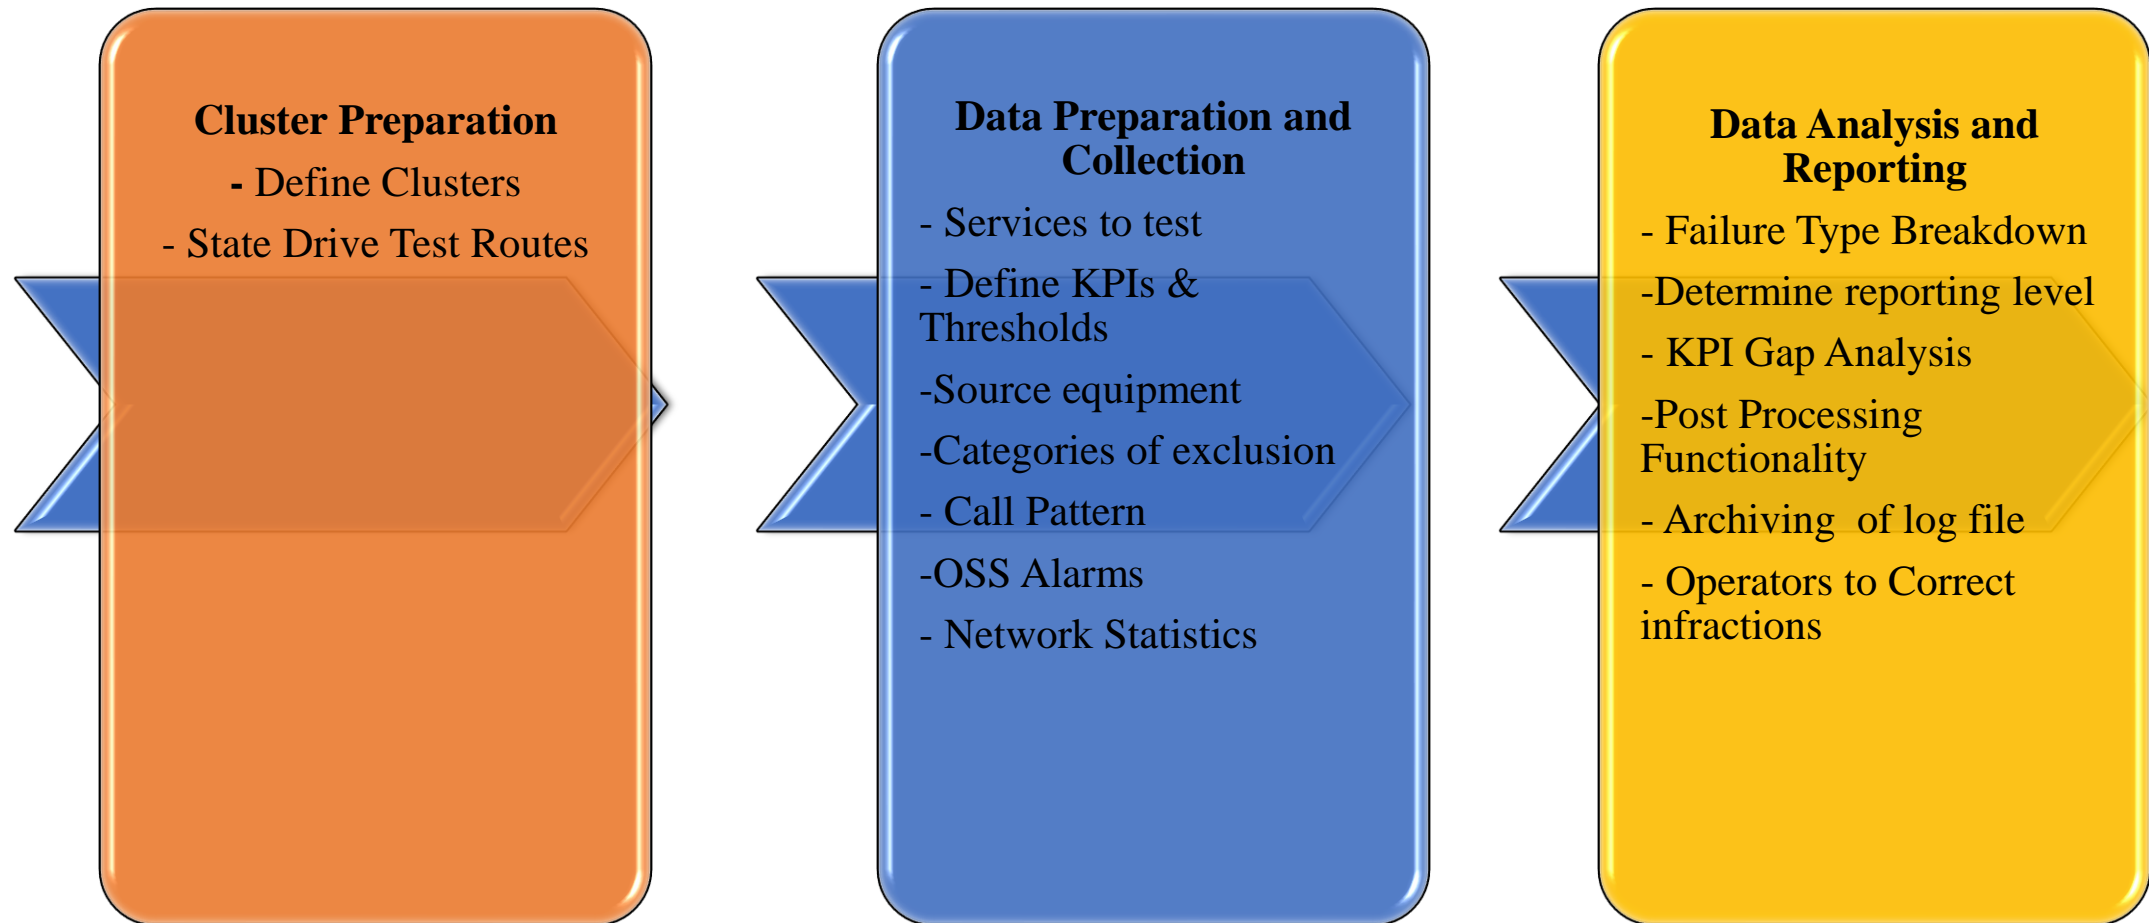 Cluster Preparation
- Define Clusters
- State Drive Test Routes
Data Preparation and
Collection
- Services to test
- Define KPIs &
Thresholds
-Source equipment
-Categories of exclusion
- Call Pattern
-OSS Alarms
- Network Statistics
Data Analysis and
Reporting
- Failure Type Breakdown
-Determine reporting level
- KPI Gap Analysis
-Post Processing
Functionality
- Archiving  of log file
- Operators to Correct
infractions